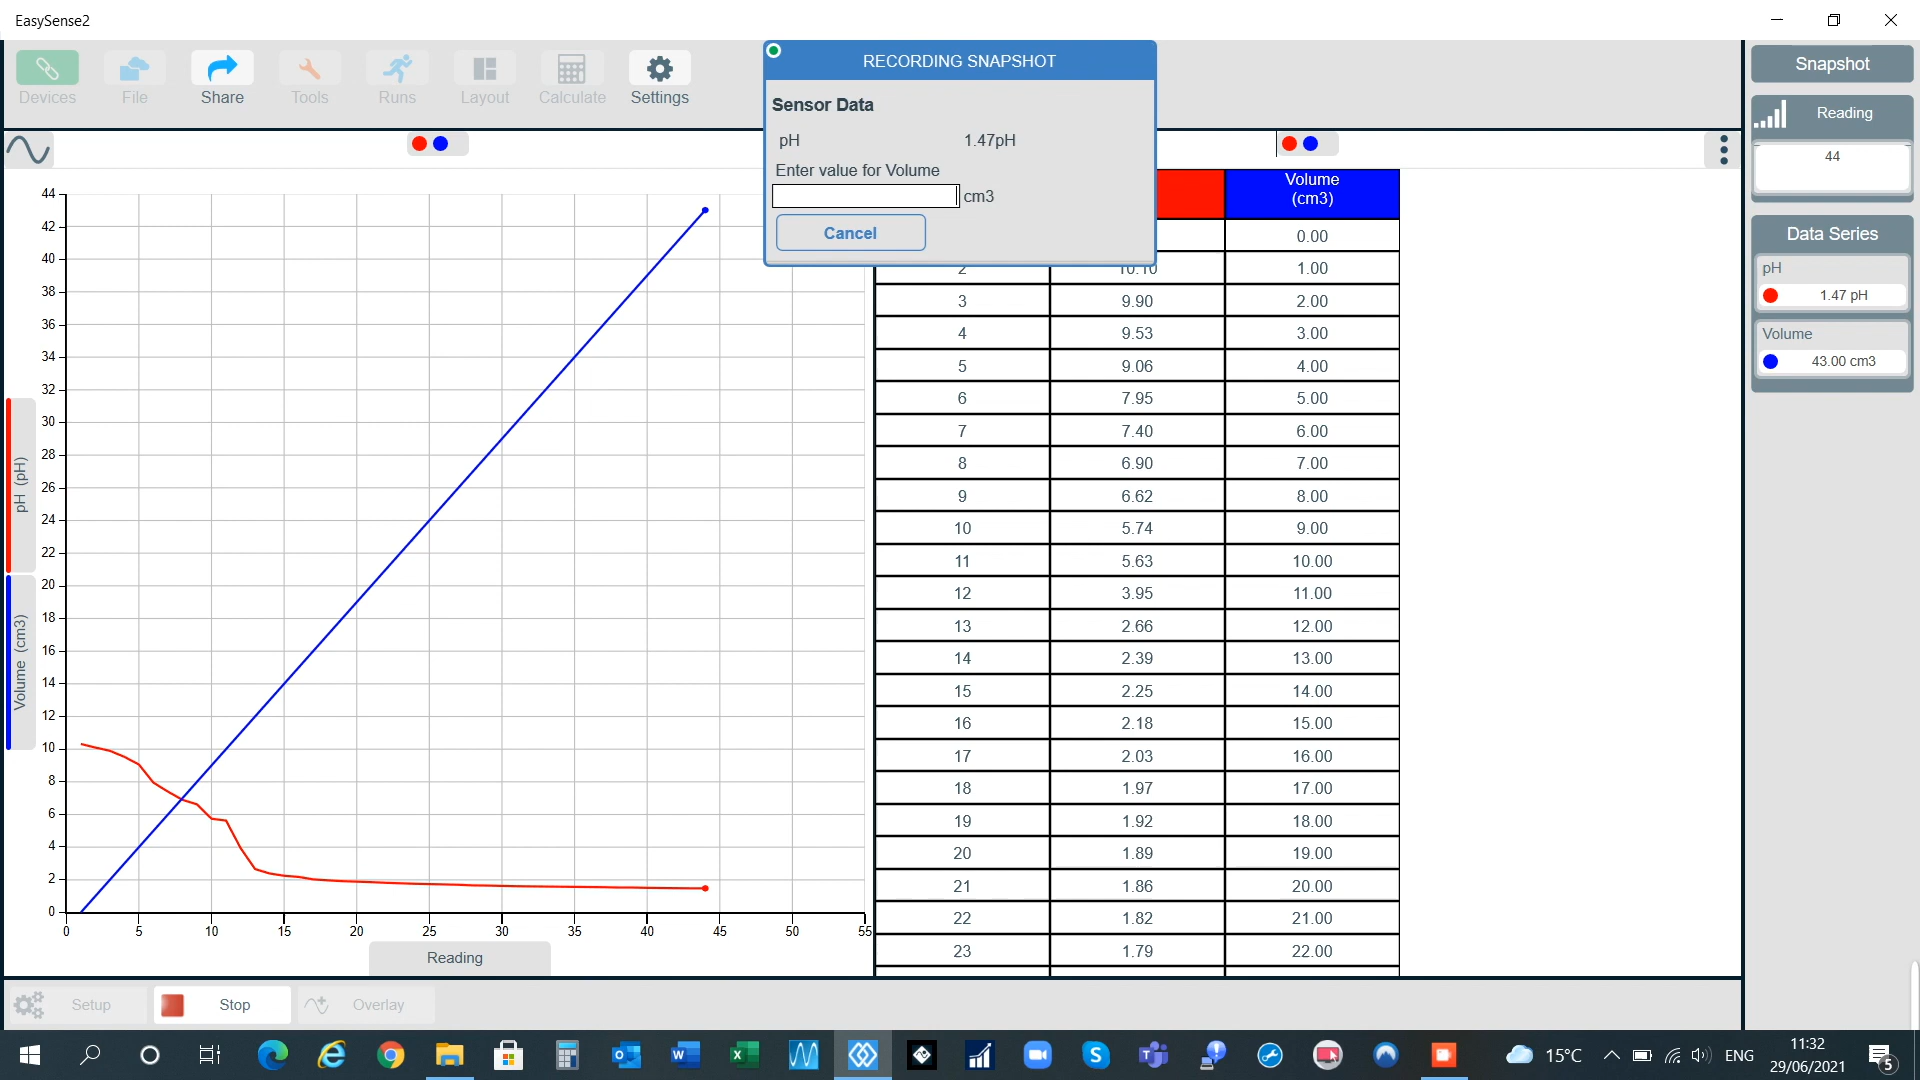 EasySense2
Devices
File
Share
Tools
Runs
Layout
Calculate
Settings
RECORDING SNAPSHOT
Sensor Data
pH 1.47pH
Enter value for Volume
cm3
Cancel
Snapshot
Reading
44
Data Series
pH
1.47 pH
Volume
43.00 cm3
pH (pH)
Volume (cm3)
44
42
40
38
36
34
32
30
28
26
24
22
20
18
16
14
12
10
8
6
4
2
0
0 5 10 15 20 25 30 35 40 45 50 55
Reading
Volume
(cm3)
0.00
2 10.10 1.00
3 9.90 2.00
4 9.53 3.00
5 9.06 4.00
6 7.95 5.00
7 7.40 6.00
8 6.90 7.00
9 6.62 8.00
10 5.74 9.00
11 5.63 10.00
12 3.95 11.00
13 2.66 12.00
14 2.39 13.00
15 2.25 14.00
16 2.18 15.00
17 2.03 16.00
18 1.97 17.00
19 1.92 18.00
20 1.89 19.00
21 1.86 20.00
22 1.82 21.00
23 1.79 22.00
Setup
Stop
Overlay
15°C
ENG
11:32
29/06/2021
5